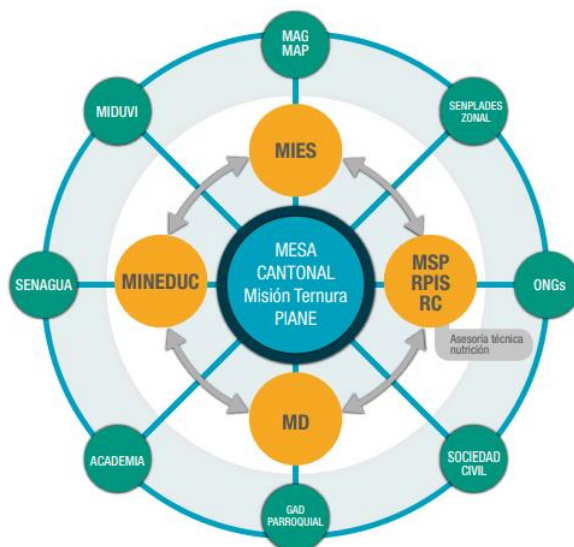 MAG
MAP
MIDUVI
SENPLADES
ZONAL
MIES
MESA
CANTONAL
Misión Ternura
PIANE
SENAGUA
MINEDUC
MSP
RPIS
RC
ONGs
Asesoría técnica
nutrición
MD
ACADEMIA
SOCIEDAD
CIVIL
GAD
PARROQUIAL